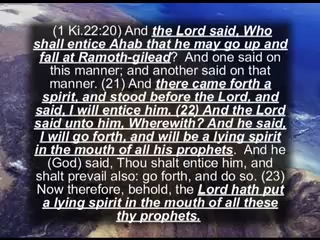 (1 Ki.22:20) And the Lord said, Who
shall entice Ahab that he may go up and
fall at Ramoth-gilead?  And one said on
this manner; and another said on that
manner. (21) And there came forth a
spirit, and stood before the Lord, and
said, I will entice him. (22) And the Lord
said unto him, Wherewith? And he said,
I will go forth, and will be a lying spirit
in the mouth of all his prophets.  And he
(God) said, Thou shalt entice him, and
shalt prevail also: go forth, and do so. (23)
Now therefore, behold, the Lord hath put
a lying spirit in the mouth of all these
thy prophets,